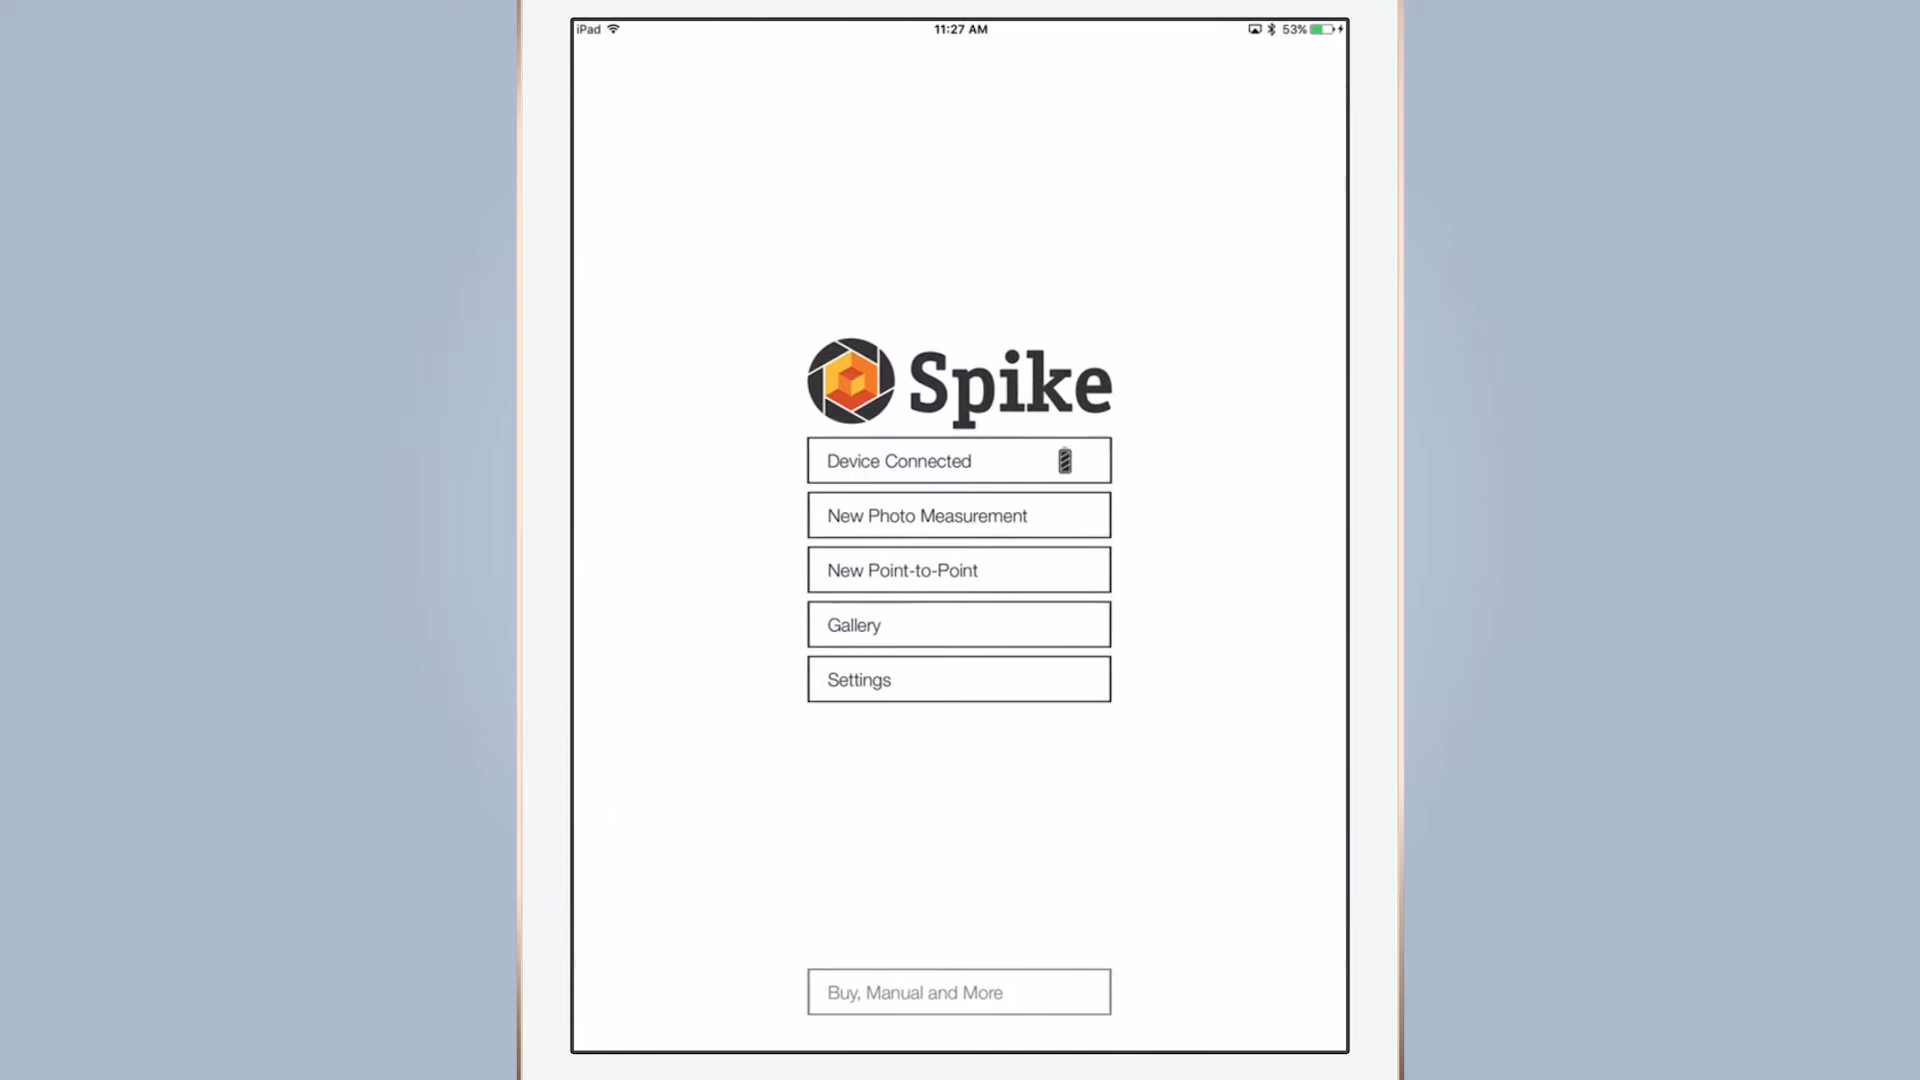 iPad 11:27 AM 53%
Spike
Device Connected
New Photo Measurement
New Point-to-Point
Gallery
Settings
Buy, Manual and More